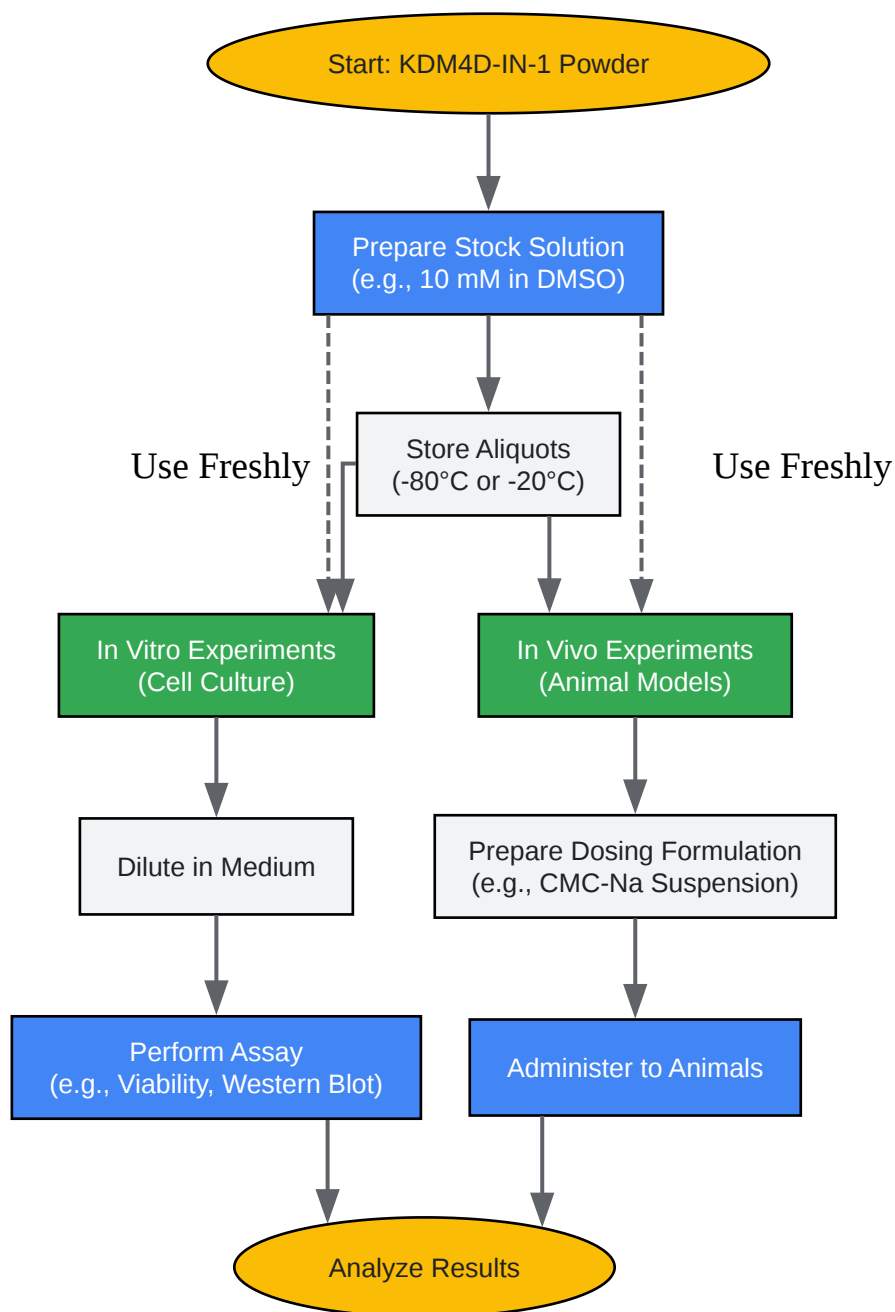 Start: KDM4D-IN-1 Powder
Prepare Stock Solution
(e.g., 10 mM in DMSO)
Store Aliquots
(-80°C or -20°C)
Use Freshly
Use Freshly
In Vitro Experiments
(Cell Culture)
In Vivo Experiments
(Animal Models)
Dilute in Medium
Prepare Dosing Formulation
(e.g., CMC-Na Suspension)
Perform Assay
(e.g., Viability, Western Blot)
Administer to Animals
Analyze Results